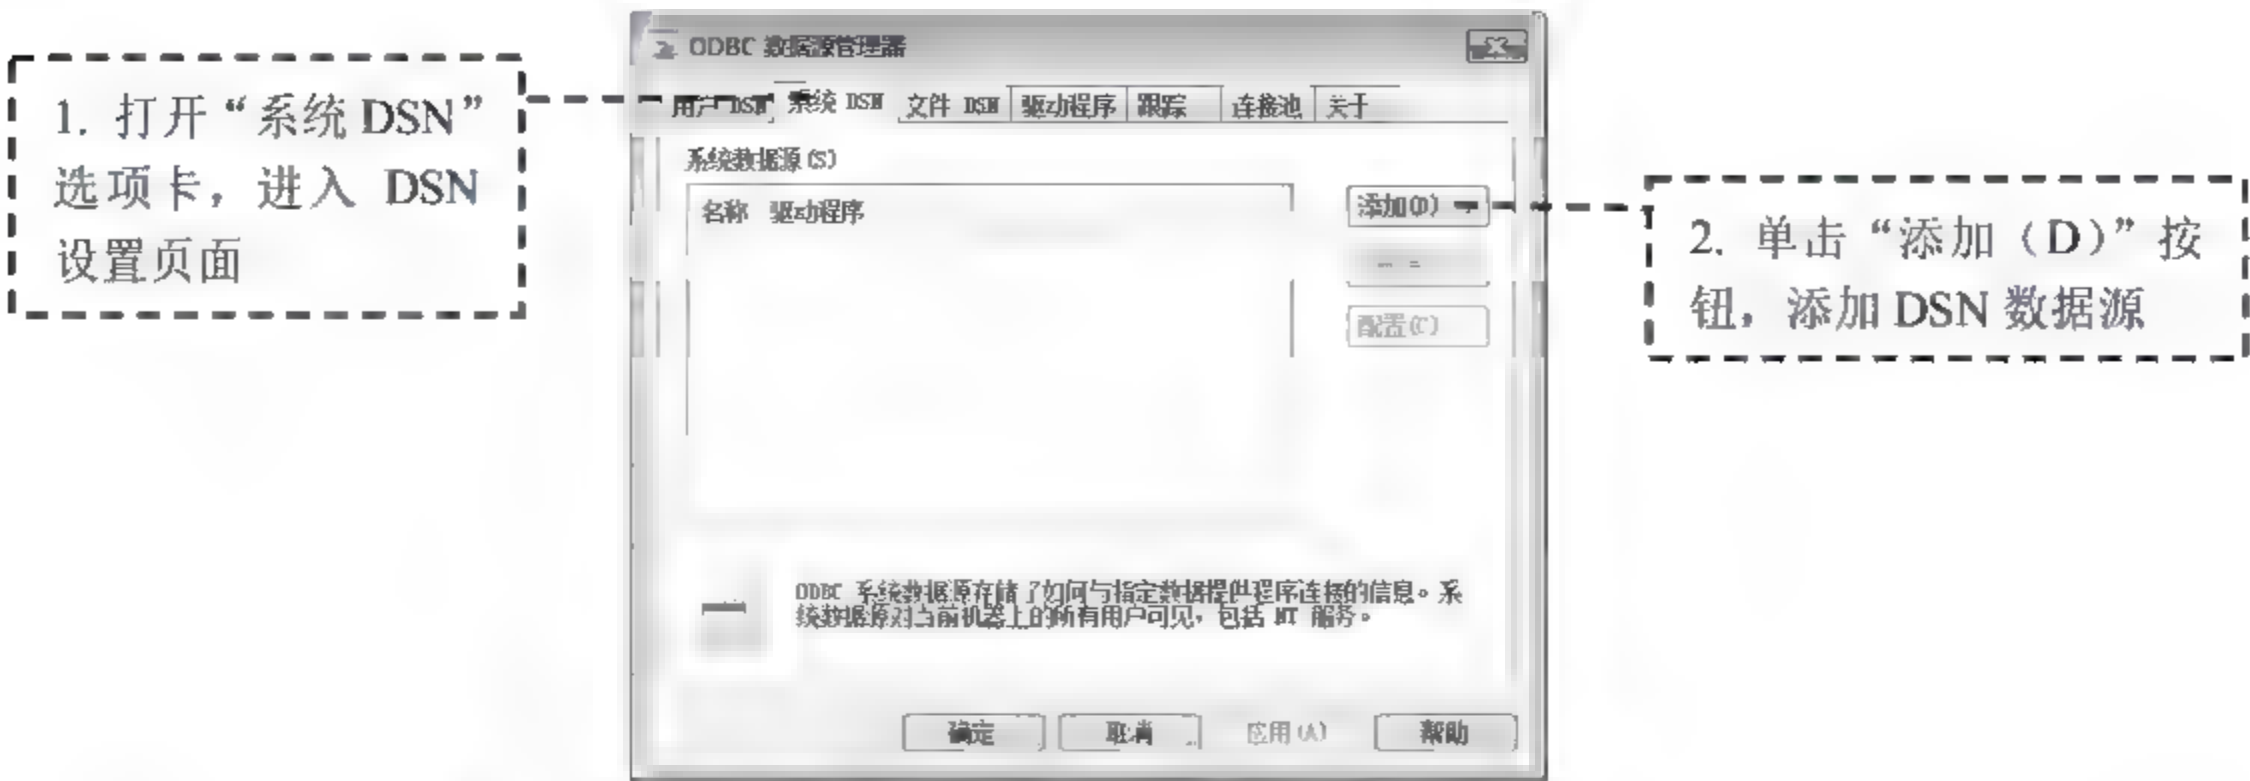 1. 打开“系统 DSN”
选项卡，进入 DSN
设置页面
ODBC 数据源管理器
用户 DSN 系统 DSN 文件 DSN 驱动程序 跟踪 连接池 关于
系统数据源(S)
名称 驱动程序
添加(D)
配置(C)
2. 单击“添加（D）”按
钮，添加 DSN 数据源
ODBC 系统数据源存储了如何与指定数据提供程序连接的信息。系
统数据源对当前机器上的所有用户可见，包括 NT 服务。
确定 取消 应用(A) 帮助